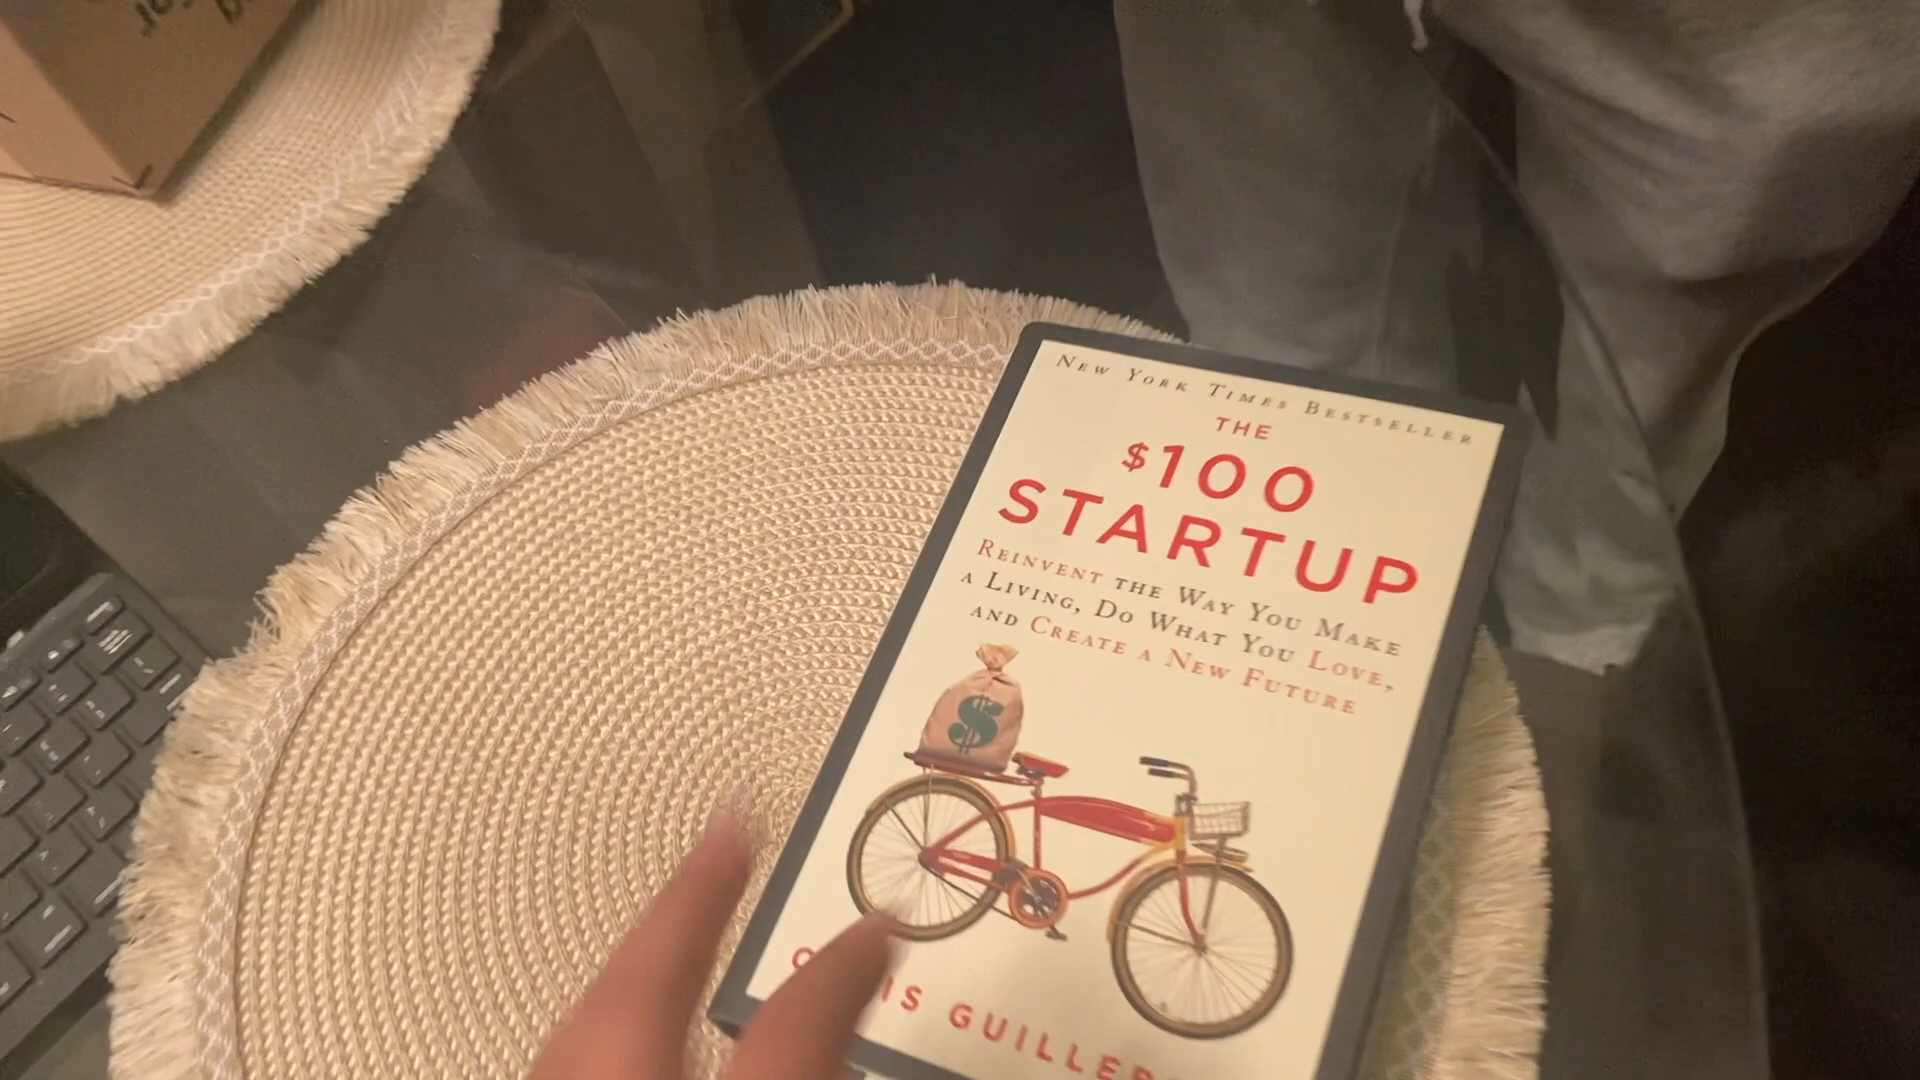 NEW YORK TIMES BESTSELLER
THE
$100
STARTUP
REINVENT THE WAY YOU MAKE
A LIVING, DO WHAT YOU LOVE,
AND CREATE A NEW FUTURE
$
GUILLE